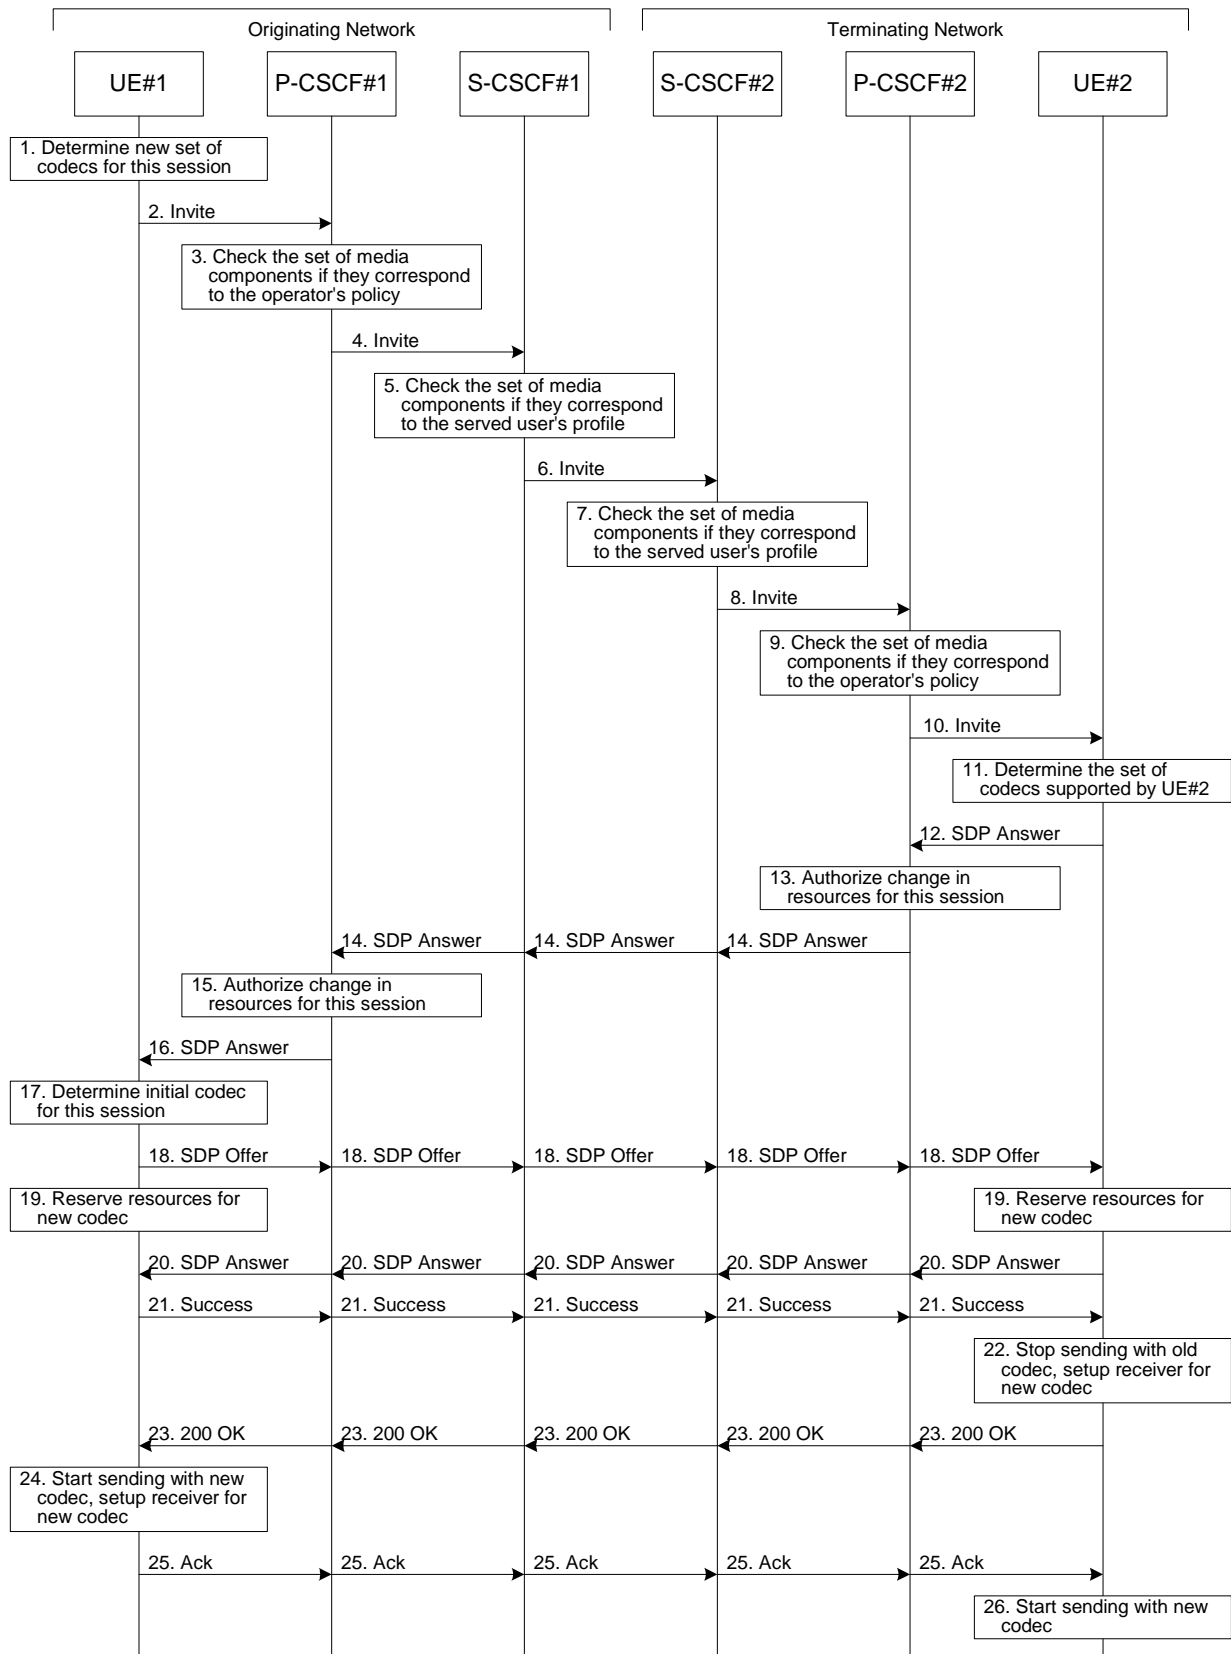 Originating Network
Terminating Network
UE#1
P-CSCF#1
S-CSCF#1
S-CSCF#2
P-CSCF#2
UE#2
1. Determine new set of
codecs for this session
2. Invite
3. Check the set of media
components if they correspond
to the operator's policy
4. Invite
5. Check the set of media
components if they correspond
to the served user's profile
6. Invite
7. Check the set of media
components if they correspond
to the served user's profile
8. Invite
9. Check the set of media
components if they correspond
to the operator's policy
10. Invite
11. Determine the set of
codecs supported by UE#2
12. SDP Answer
13. Authorize change in
resources for this session
14. SDP Answer
14. SDP Answer
14. SDP Answer
15. Authorize change in
resources for this session
16. SDP Answer
17. Determine initial codec
for this session
18. SDP Offer
18. SDP Offer
18. SDP Offer
18. SDP Offer
18. SDP Offer
19. Reserve resources for
new codec
19. Reserve resources for
new codec
20. SDP Answer
20. SDP Answer
20. SDP Answer
20. SDP Answer
20. SDP Answer
21. Success
21. Success
21. Success
21. Success
21. Success
22. Stop sending with old
codec, setup receiver for
new codec
23. 200 OK
23. 200 OK
23. 200 OK
23. 200 OK
23. 200 OK
24. Start sending with new
codec, setup receiver for
new codec
25. Ack
25. Ack
25. Ack
25. Ack
25. Ack
26. Start sending with new
codec